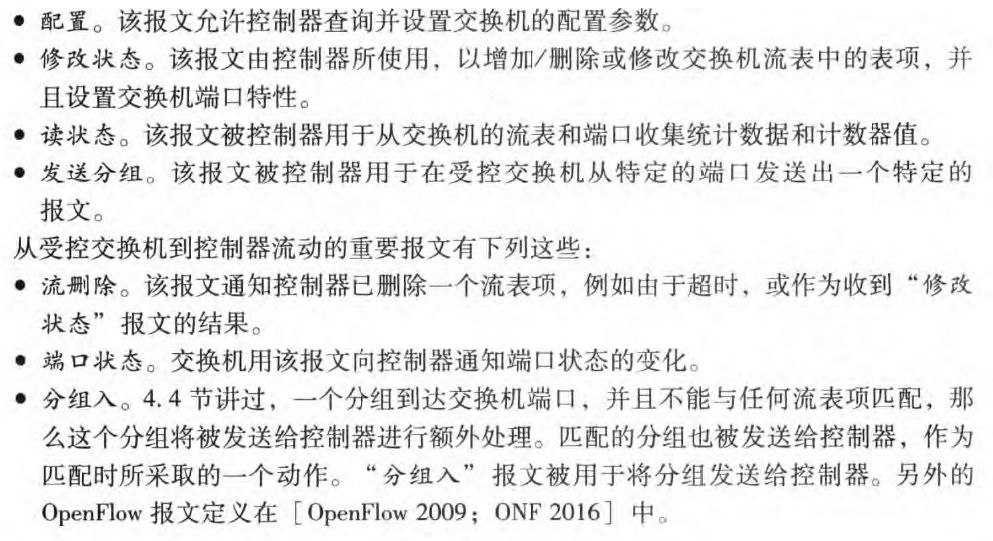 ● 配置。该报文允许控制器查询并设置交换机的配置参数。
● 修改状态。该报文由控制器所使用，以增加/删除或修改交换机流表中的表项，并
且设置交换机端口特性。
● 读状态。该报文被控制器用于从交换机的流表和端口收集统计数据和计数器值。
● 发送分组。该报文被控制器用于在受控交换机从特定的端口发送出一个特定的
报文。
从受控交换机到控制器流动的重要报文有下列这些：
● 流删除。该报文通知控制器已删除一个流表项，例如由于超时，或作为收到“修改
状态”报文的结果。
● 端口状态。交换机用该报文向控制器通知端口状态的变化。
● 分组入。4.4 节讲过，一个分组到达交换机端口，并且不能与任何流表项匹配，那
么这个分组将被发送给控制器进行额外处理。匹配的分组也被发送给控制器，作为
匹配时所采取的一个动作。“分组入”报文被用于将分组发送给控制器。另外的
OpenFlow 报文定义在［OpenFlow 2009；ONF 2016］中。